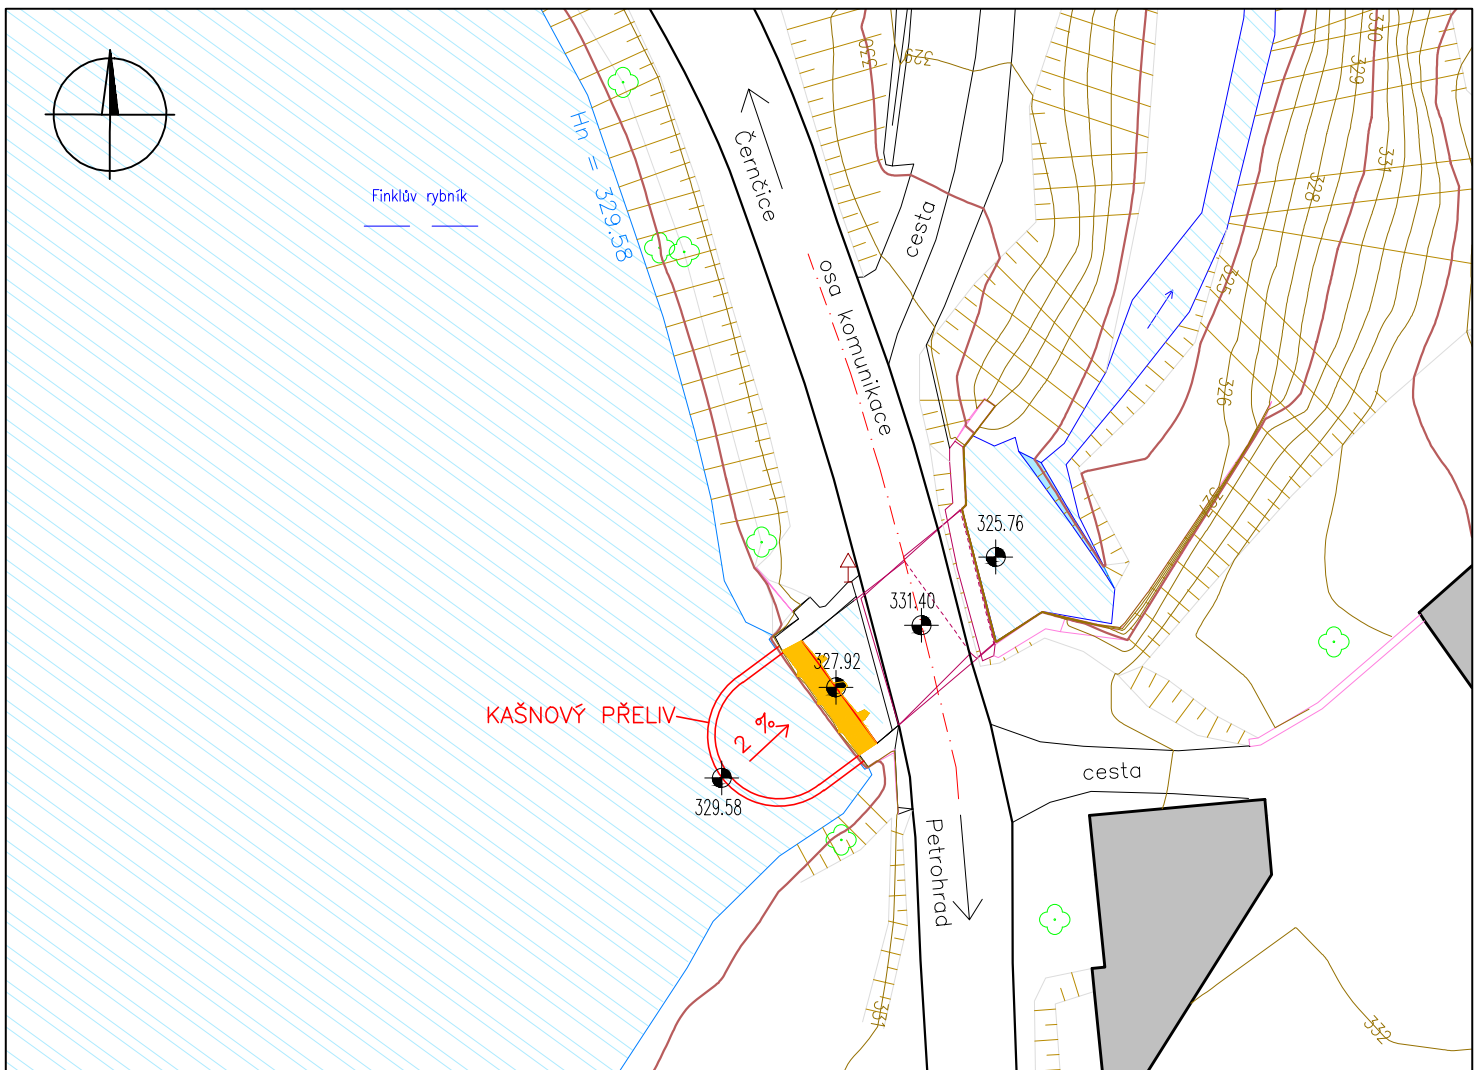 330
329
330
329
331
328
325
326
327
Hn = 329.58
Finklův rybník
Černčice
cesta
osa komunikace
325.76
331.40
327.92
KAŠNOVÝ PŘELIV
2 %
329.58
cesta
Petrohrad
331
332